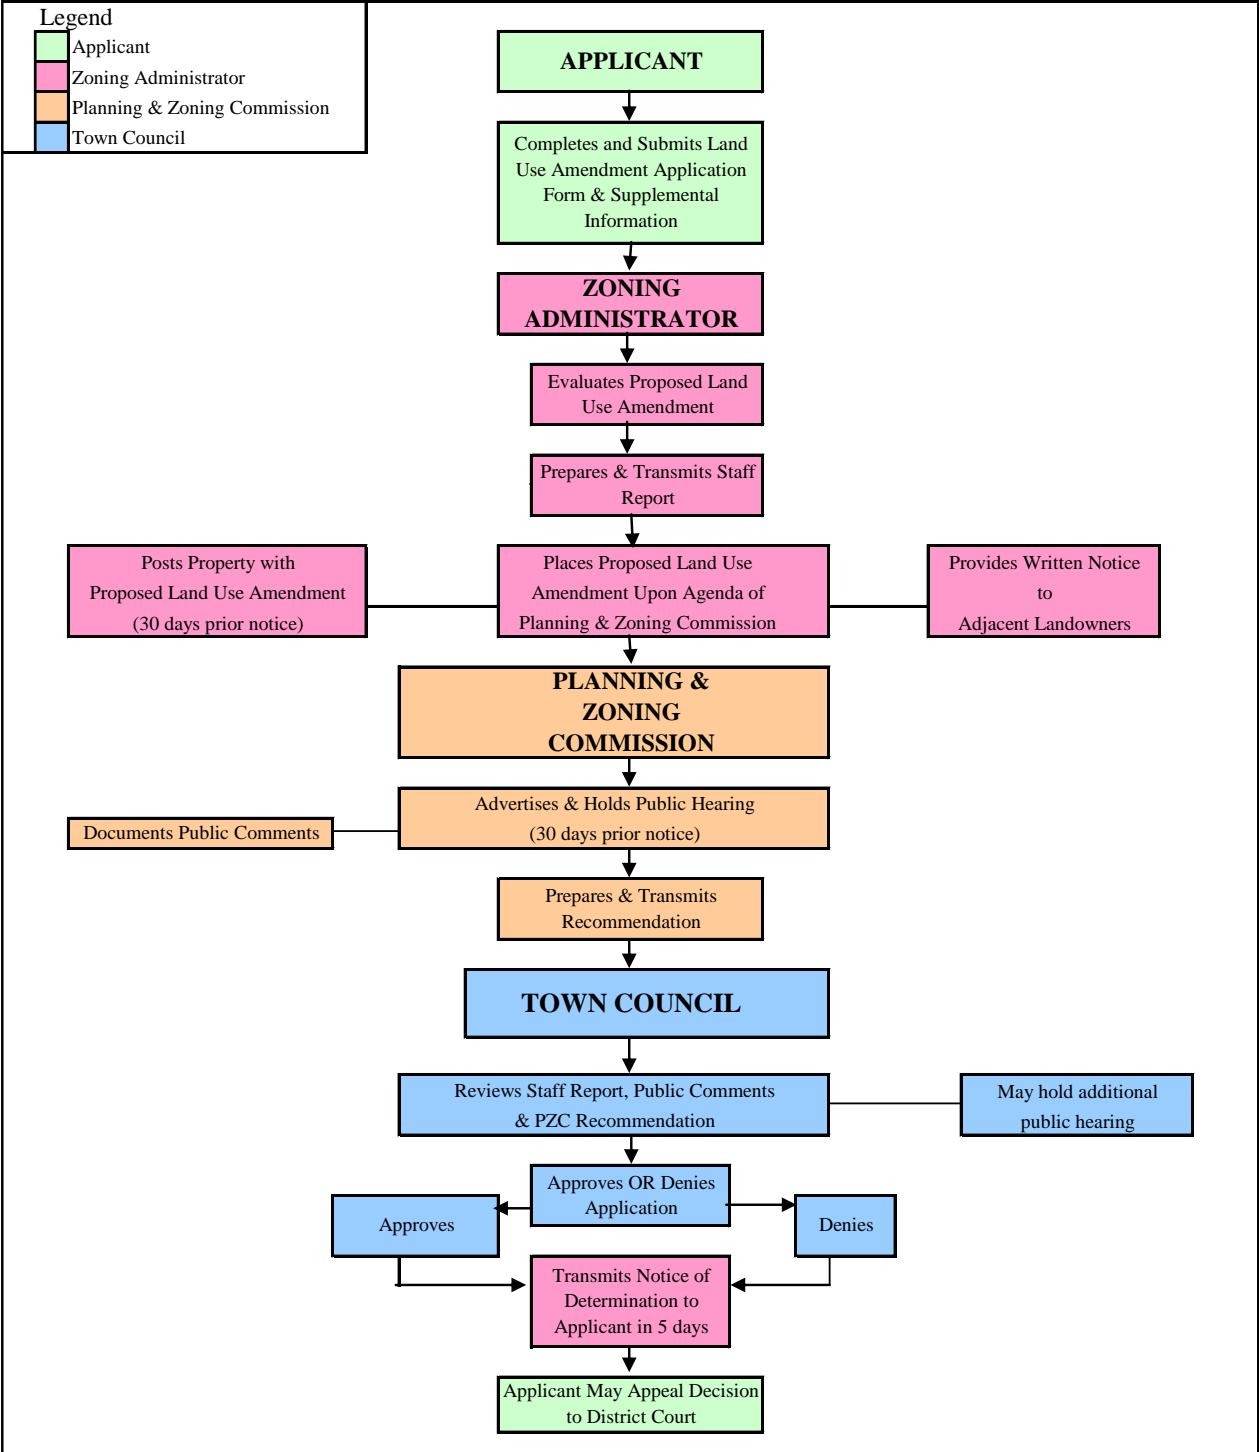 Legend
Applicant
Zoning Administrator
Planning & Zoning Commission
Town Council
APPLICANT
Completes and Submits Land
Use Amendment Application
Form & Supplemental
Information
ZONING
ADMINISTRATOR
Evaluates Proposed Land
Use Amendment
Prepares & Transmits Staff
Report
Posts Property with
Proposed Land Use Amendment
(30 days prior notice)
Places Proposed Land Use
Amendment Upon Agenda of
Planning & Zoning Commission
Provides Written Notice
to
Adjacent Landowners
PLANNING &
ZONING
COMMISSION
Advertises & Holds Public Hearing
(30 days prior notice)
Documents Public Comments
Prepares & Transmits
Recommendation
TOWN COUNCIL
Reviews Staff Report, Public Comments
& PZC Recommendation
May hold additional
public hearing
Approves OR Denies
Application
Approves
Denies
Transmits Notice of
Determination to
Applicant in 5 days
Applicant May Appeal Decision
to District Court